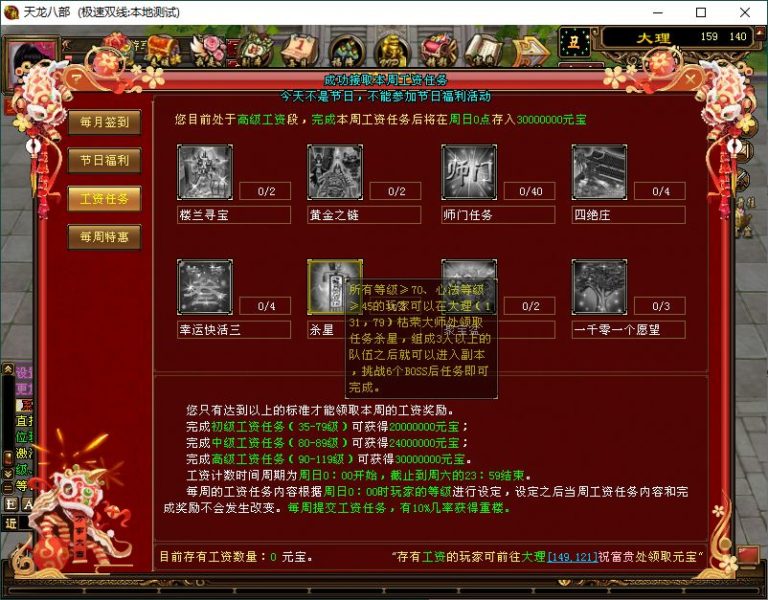 天龙八部 (极速双线:本地测试)
丑
大理 159 140
成功接取本周工资任务
今天不是节日，不能参加节日福利活动
每月签到
节日福利
工资任务
每周特惠
您目前处于高级工资段，完成本周工资任务后将在周日0点存入30000000元宝
0/2
0/2
0/40
0/4
楼兰寻宝
黄金之链
师门任务
四绝庄
0/4
0/2
0/3
幸运快活三
杀星
一千零一个愿望
所有等级≥70、心法等级
≥45的玩家可以在大理（1
31，79）枯荣大师处领取
任务杀星，组成3人以上的
队伍之后就可以进入副本
，挑战6个BOSS后任务即可
完成。
您只有达到以上的标准才能领取本周的工资奖励。
完成初级工资任务（35-79级）可获得20000000元宝；
完成中级工资任务（80-89级）可获得24000000元宝；
完成高级工资任务（90-119级）可获得30000000元宝。
工资计数时间周期为周日0：00开始，截止到周六的23：59结束。
每周的工资任务内容根据周日0：00时玩家的等级进行设定，设定之后当周工资任务内容和完
成奖励不会发生改变。每周提交工资任务，有10%几率获得重楼。
目前存有工资数量：0 元宝。
“存有工资的玩家可前往大理[149,121]祝富贵处领取元宝”
E A
近